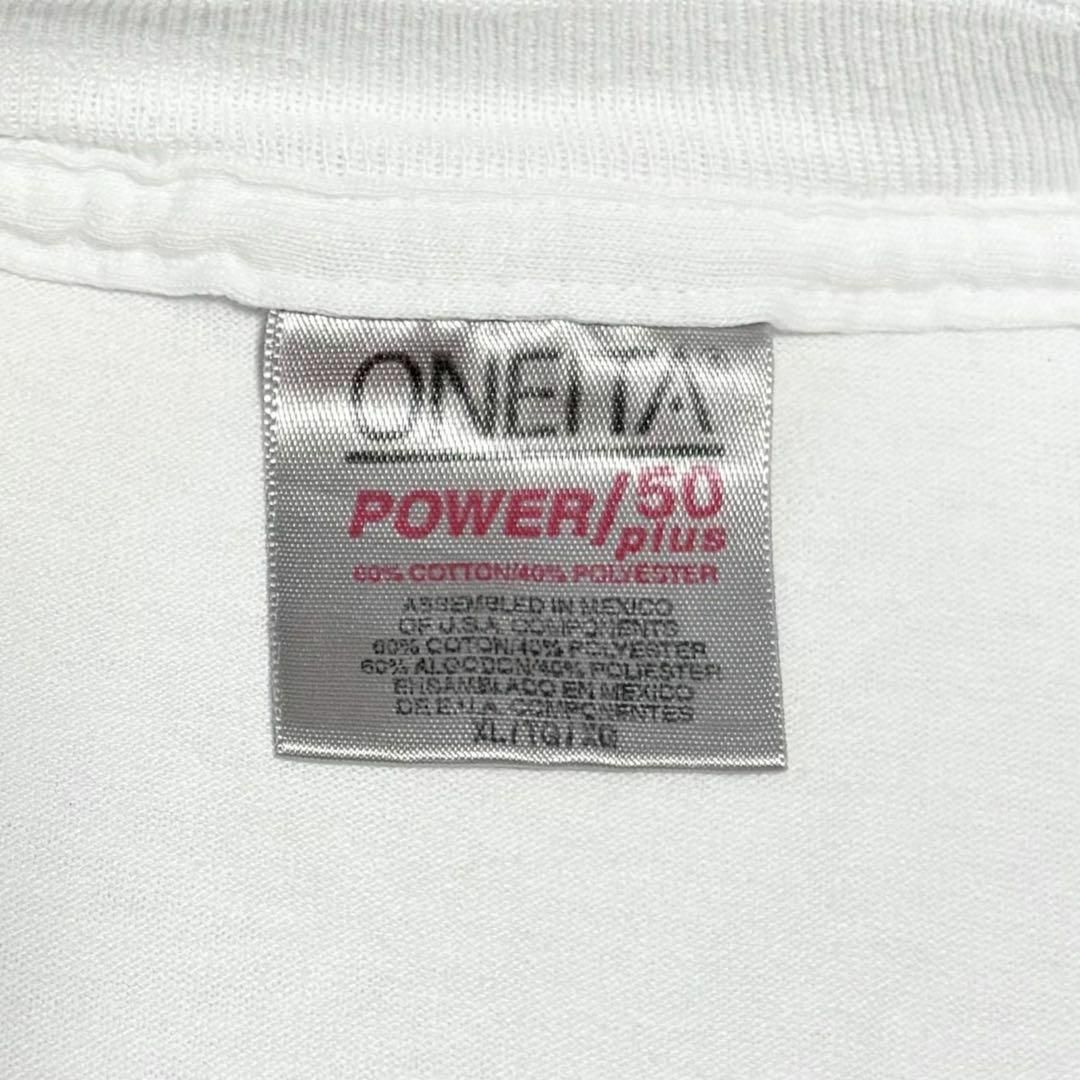 ONEITA
POWER/50
plus
60% COTTON/40% POLYESTER
ASSEMBLED IN MEXICO
OF U.S.A. COMPONENTS
60% COTON/40% POLYESTER
60% ALGODON/40% POLIESTER
ENSAMBLADO EN MEXICO
DE E.U.A. COMPONENTES
XL/TG/XG